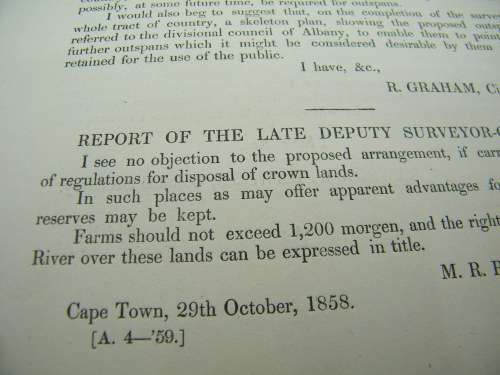 possibly, at some future time, be required for outspans.
I would also beg to suggest that, on the completion of the
whole tract of country, a skeleton plan, showing the proposed
referred to the divisional council of Albany, to enable them to
further outspans which it might be considered desirable by them
retained for the use of the public.
I have, &c.,
R. GRAHAM,
REPORT OF THE LATE DEPUTY
I see no objection to the proposed arrangement, if
of regulations for disposal of crown lands.
In such places as may offer apparent advantages
reserves may be kept.
Farms should not exceed 1,200 morgen, and the right
River over these lands can be expressed in title.
M. R.
Cape Town, 29th October, 1858.
[A. 4—'59.]